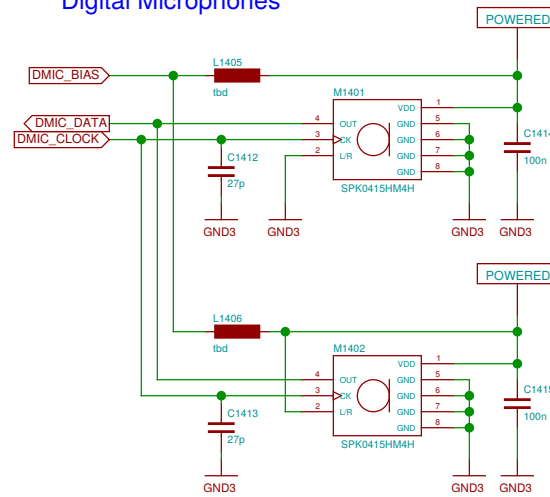 Digital Microphones
POWERED
L1405
DMIC_BIAS
tbd
M1401
DMIC_DATA
DMIC_CLOCK
4 OUT VDD 1
3 CK GND 5
2 L/R GND 6
GND 7
GND 8
C1412
27p
SPK0415HM4H
C1414
100n
GND3 GND3 GND3 GND3
POWERED
L1406
tbd
M1402
4 OUT VDD 1
3 CK GND 5
2 L/R GND 6
GND 7
GND 8
C1413
27p
SPK0415HM4H
C1415
100n
GND3 GND3 GND3